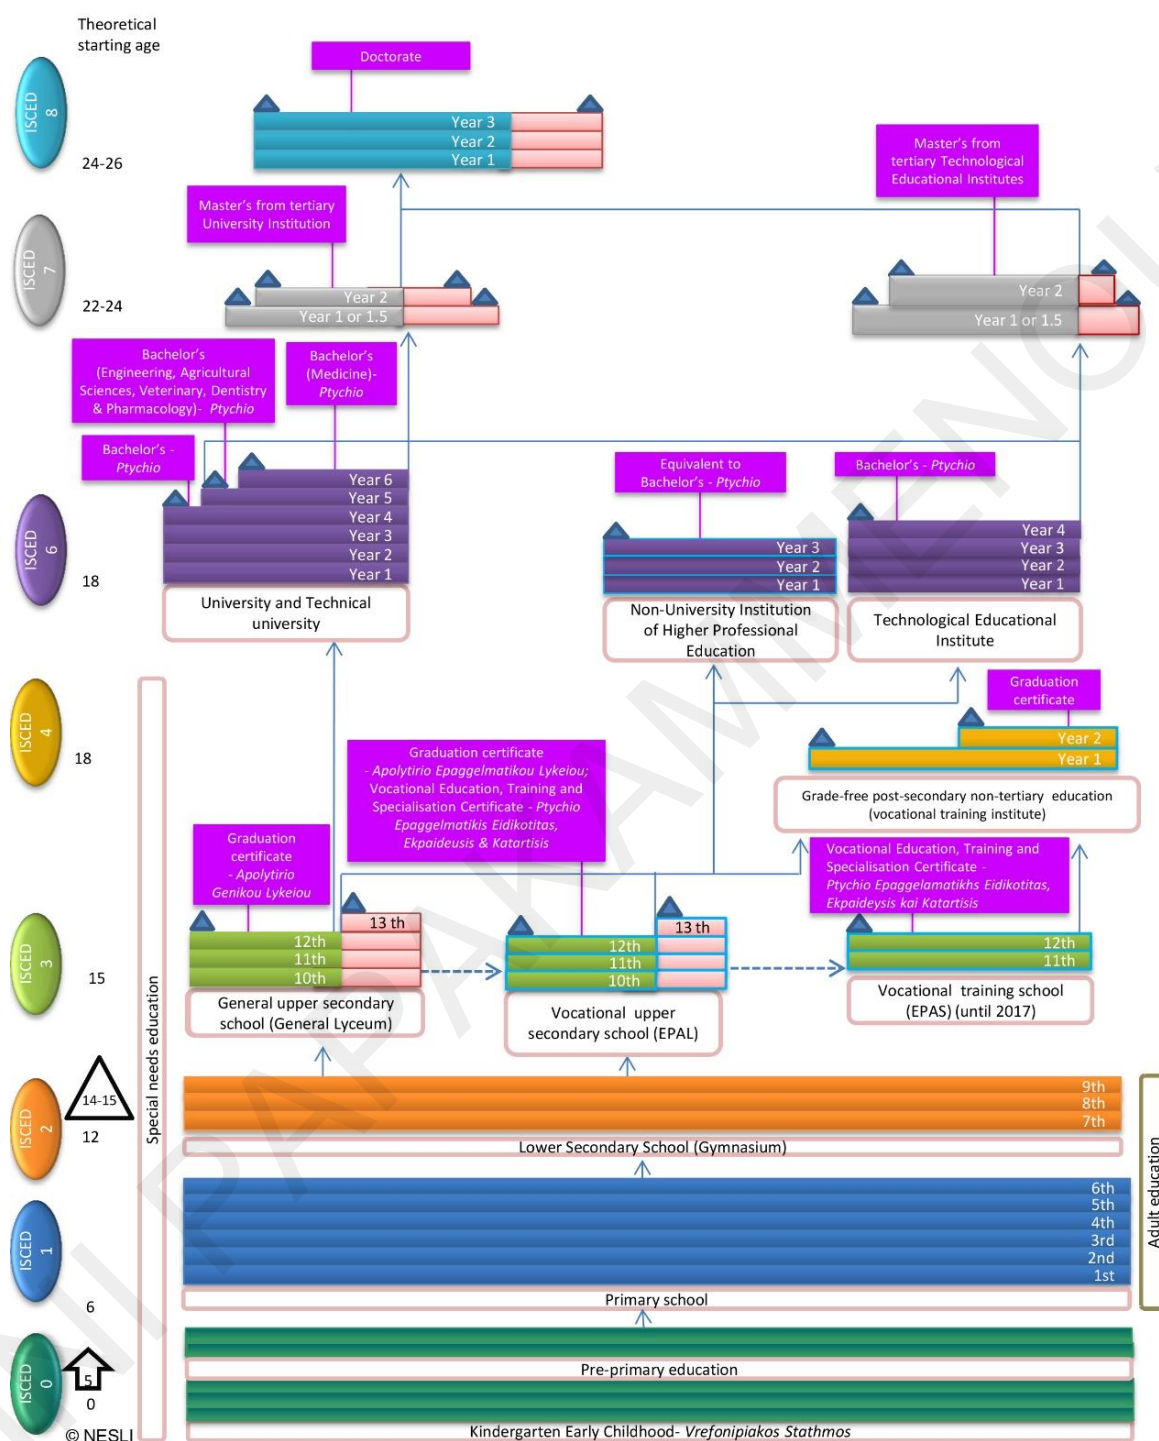 Theoretical
starting age
ISCED
8
24-26
Doctorate
Year 3
Year 2
Year 1
Master's from
tertiary Technological
Educational Institutes
Master's from tertiary
University Institution
ISCED
7
22-24
Year 2
Year 1 or 1.5
Year 2
Year 1 or 1.5
Bachelor's
(Engineering, Agricultural
Sciences, Veterinary, Dentistry
& Pharmacology)- Ptychio
Bachelor's
(Medicine)-
Ptychio
Bachelor's -
Ptychio
Equivalent to
Bachelor's - Ptychio
Bachelor's - Ptychio
ISCED
6
18
Year 6
Year 5
Year 4
Year 3
Year 2
Year 1
University and Technical
university
Year 3
Year 2
Year 1
Non-University Institution
of Higher Professional
Education
Year 4
Year 3
Year 2
Year 1
Technological Educational
Institute
ISCED
4
18
Graduation
certificate
Year 2
Year 1
Grade-free post-secondary non-tertiary education
(vocational training institute)
Graduation certificate
- Apolytirio Epaggelmatikou Lykeiou;
Vocational Education, Training and
Specialisation Certificate - Ptychio
Epaggelmatikis Eidikotitas,
Ekpaideusis & Katartisis
Graduation
certificate
- Apolytirio
Genikou Lykeiou
Vocational Education, Training and
Specialisation Certificate -
Ptychio Epaggelamatikhs Eidikotitas,
Ekpaideysis kai Katartisis
ISCED
3
15
13 th
12th
11th
10th
General upper secondary
school (General Lyceum)
13 th
12th
11th
10th
Vocational upper
secondary school (EPAL)
12th
11th
Vocational training school
(EPAS) (until 2017)
Special needs education
ISCED
2
14-15
12
9th
8th
7th
Lower Secondary School (Gymnasium)
Adult education
ISCED
1
6
6th
5th
4th
3rd
2nd
1st
Primary school
ISCED
0
5
0
Pre-primary education
Kindergarten Early Childhood- Vrefonipiakos Stathmos
© NESLI
NI PAPAKAMMENOU